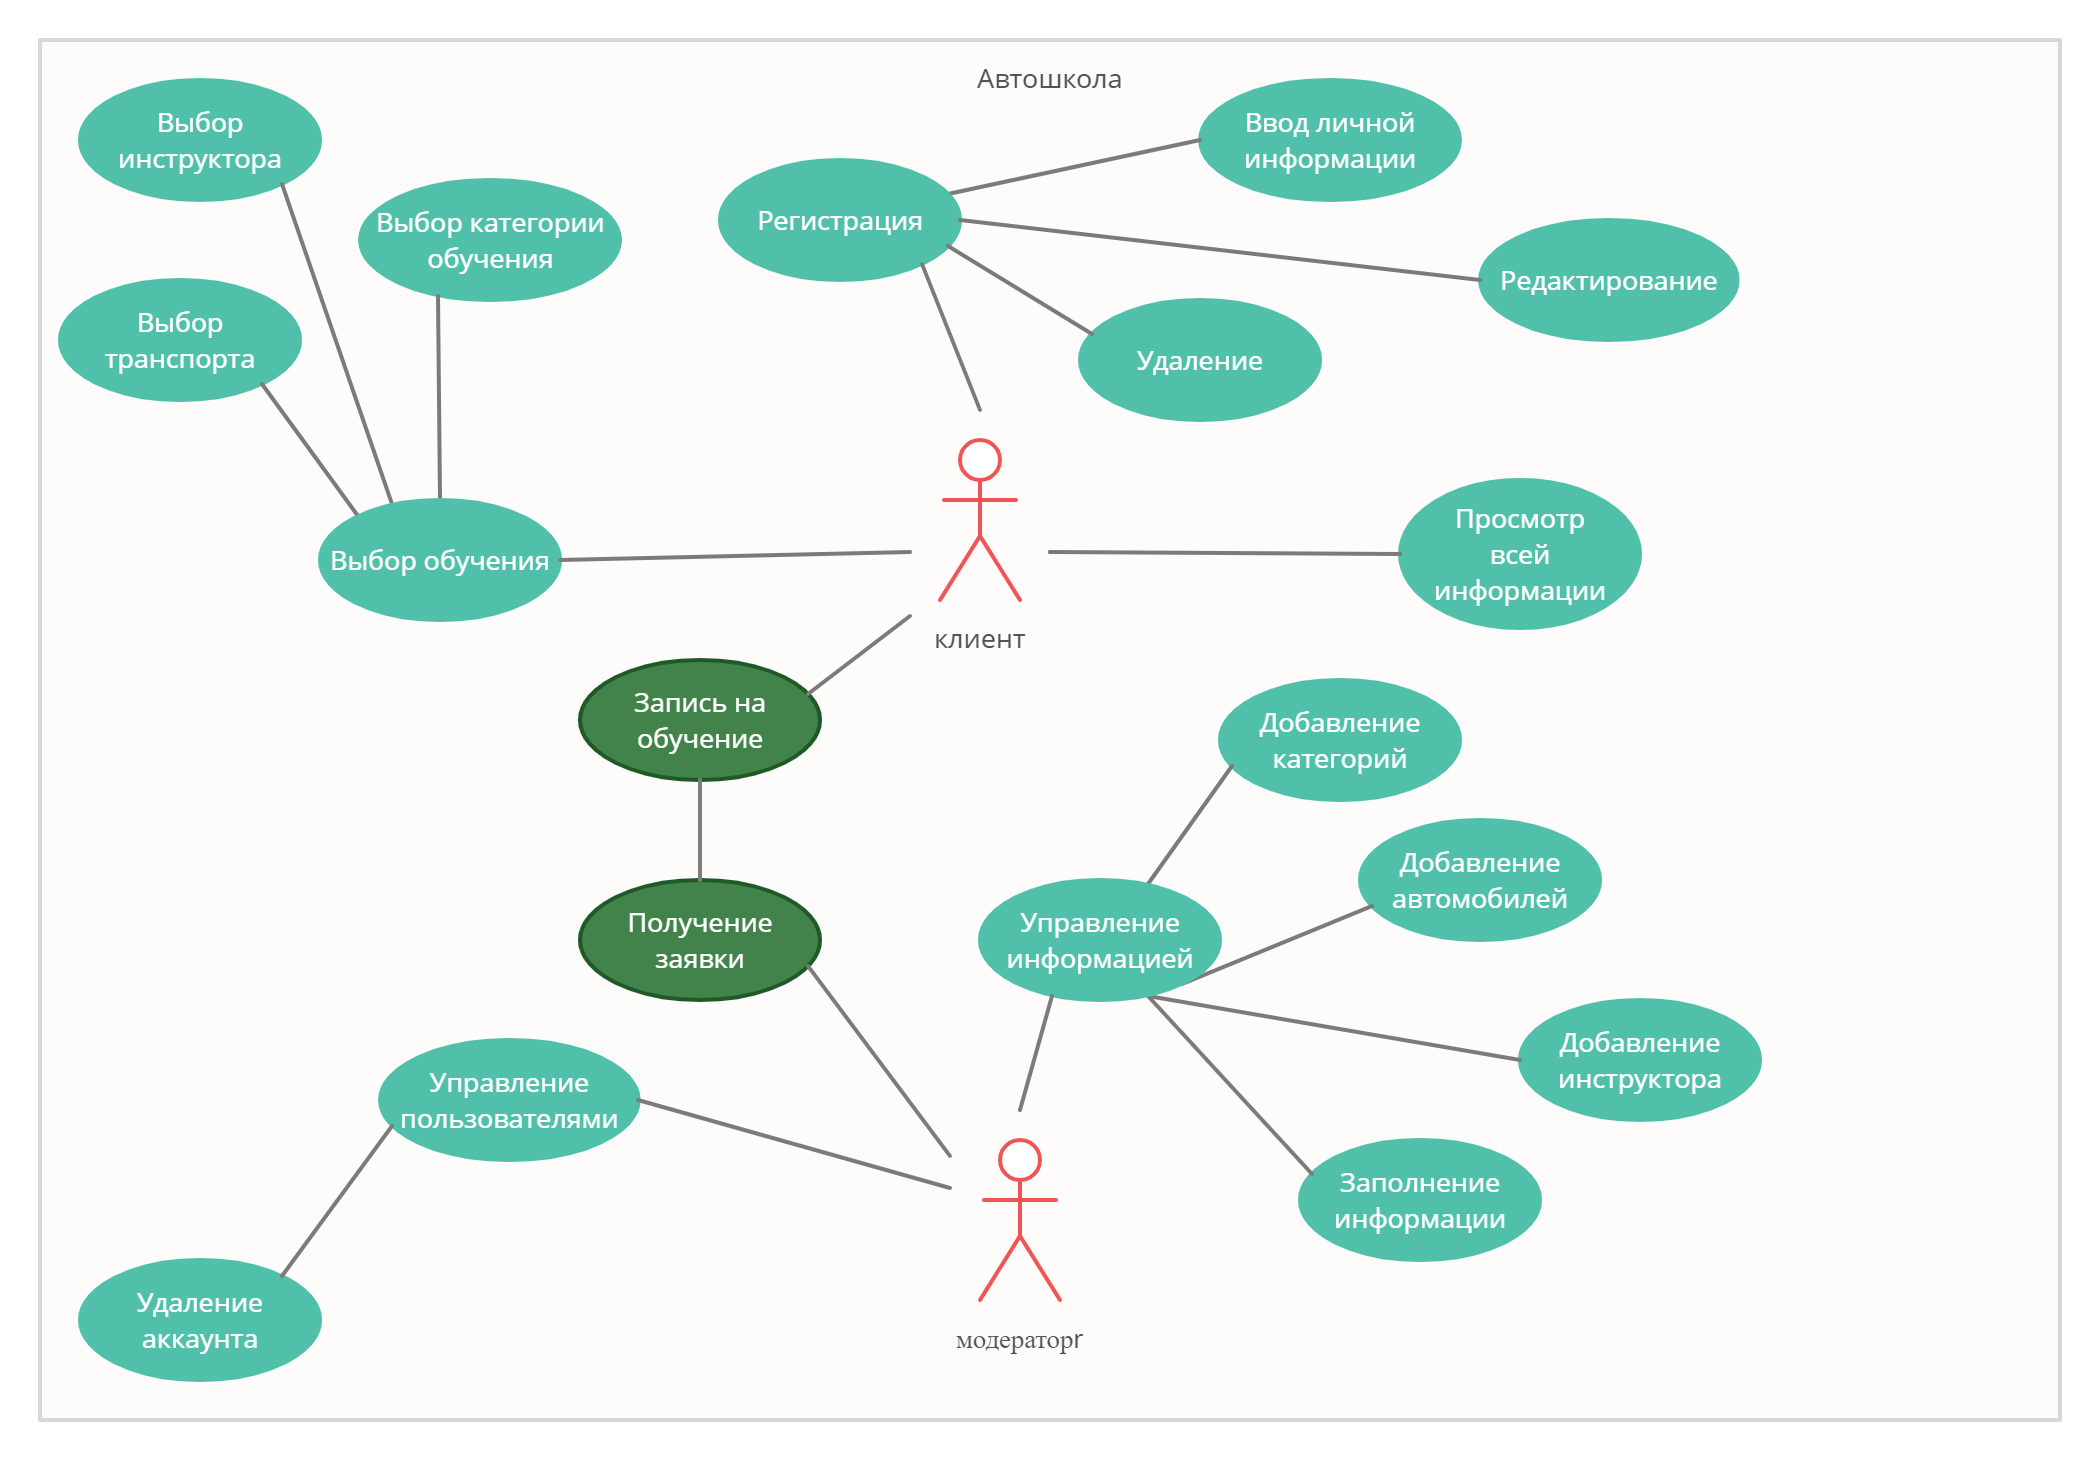 Автошкола
Выбор
инструктора
Ввод личной
информации
Выбор категории
обучения
Регистрация
Редактирование
Выбор
транспорта
Удаление
Выбор обучения
Просмотр
всей
информации
клиент
Запись на
обучение
Добавление
категорий
Добавление
автомобилей
Получение
заявки
Управление
информацией
Добавление
инструктора
Управление
пользователями
Заполнение
информации
Удаление
аккаунта
модераторr